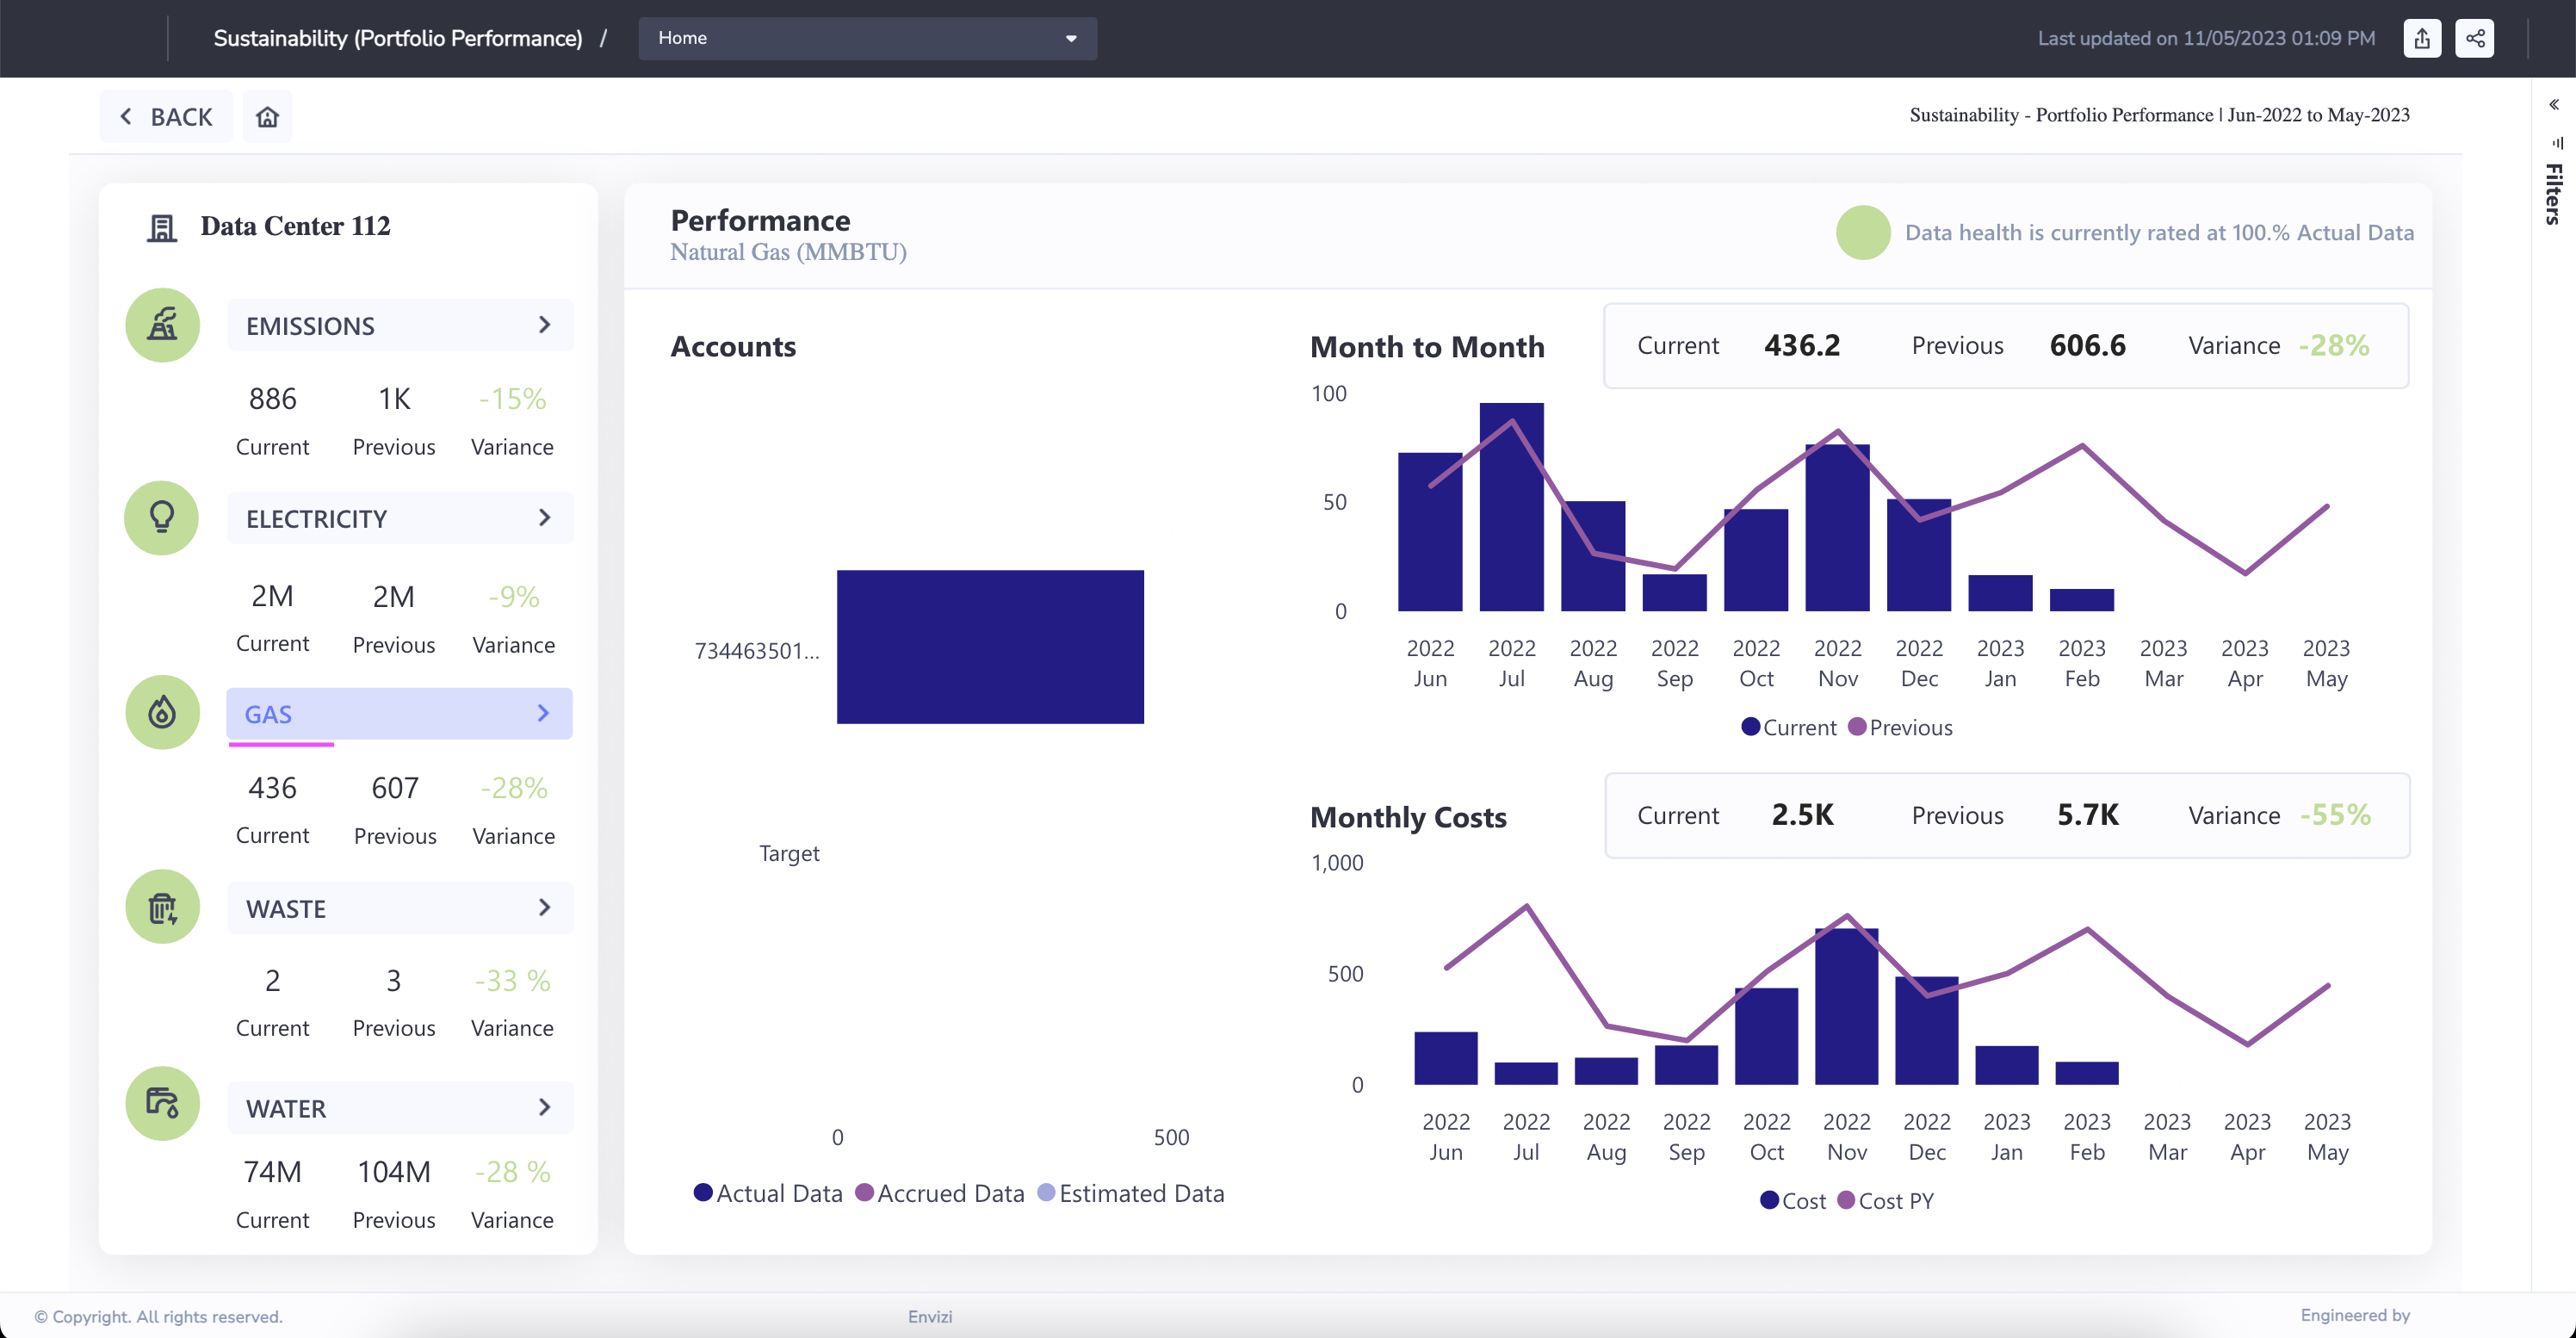 Sustainability (Portfolio Performance) / Home
Last updated on 11/05/2023 01:09 PM
BACK
Sustainability - Portfolio Performance | Jun-2022 to May-2023
Filters
Data Center 112
EMISSIONS
886 1K -15%
Current Previous Variance
ELECTRICITY
2M 2M -9%
Current Previous Variance
GAS
436 607 -28%
Current Previous Variance
WASTE
2 3 -33 %
Current Previous Variance
WATER
74M 104M -28 %
Current Previous Variance
Performance
Natural Gas (MMBTU)
Data health is currently rated at 100.% Actual Data
Accounts
734463501...
Target
0 500
Actual Data Accrued Data Estimated Data
Month to Month
Current 436.2 Previous 606.6 Variance -28%
100
50
0
2022 2022 2022 2022 2022 2022 2022 2023 2023 2023 2023 2023
Jun Jul Aug Sep Oct Nov Dec Jan Feb Mar Apr May
Current Previous
Monthly Costs
Current 2.5K Previous 5.7K Variance -55%
1,000
500
0
2022 2022 2022 2022 2022 2022 2022 2023 2023 2023 2023 2023
Jun Jul Aug Sep Oct Nov Dec Jan Feb Mar Apr May
Cost Cost PY
© Copyright. All rights reserved.
Envizi
Engineered by